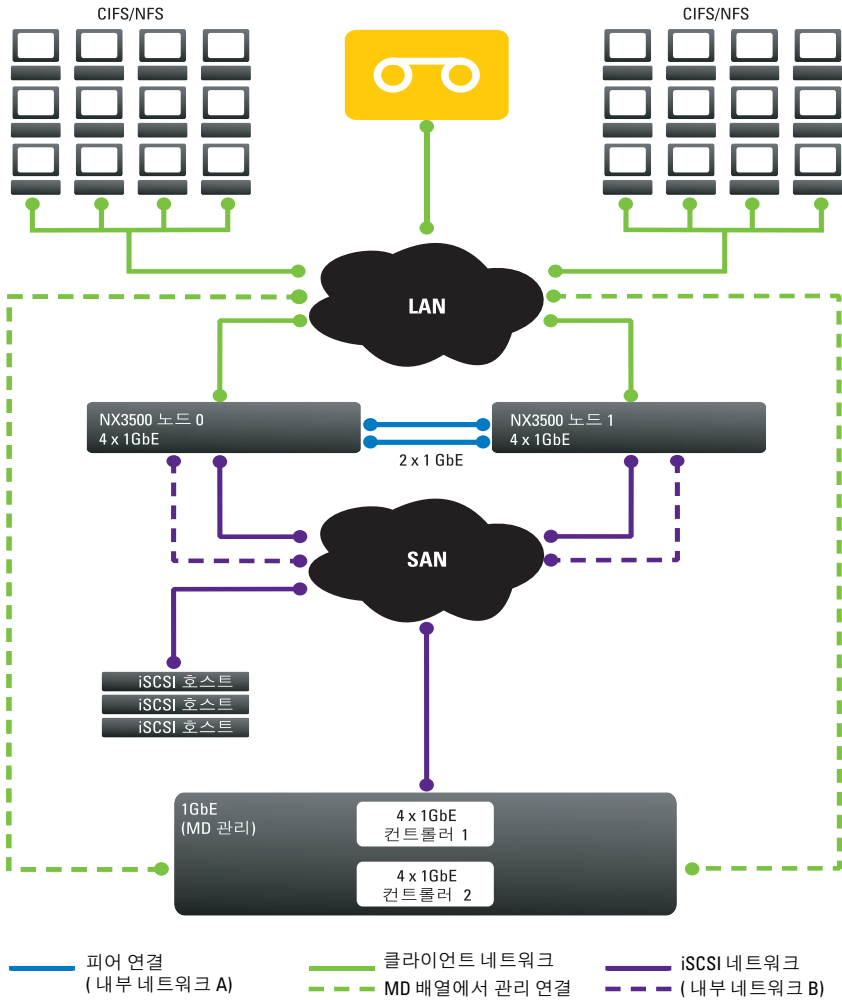 CIFS/NFS
CIFS/NFS
LAN
NX3500 노드 0
4 x 1GbE
NX3500 노드 1
4 x 1GbE
2 x 1 GbE
SAN
iSCSI 호스트
iSCSI 호스트
iSCSI 호스트
1GbE
(MD 관리)
4 x 1GbE
컨트롤러 1
4 x 1GbE
컨트롤러 2
피어 연결
( 내부 네트워크 A)
클라이언트 네트워크
MD 배열에서 관리 연결
iSCSI 네트워크
( 내부 네트워크 B)